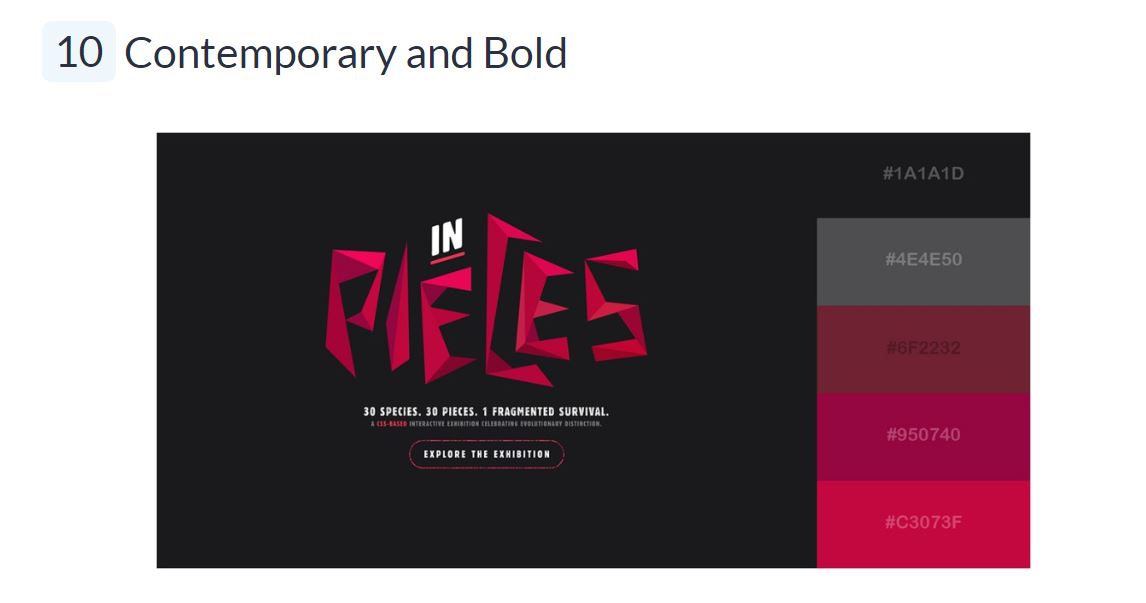 10 Contemporary and Bold
#1A1A1D
IN
PIECES
#4E4E50
#6F2232
30 SPECIES. 30 PIECES. 1 FRAGMENTED SURVIVAL.
A CSS-BASED INTERACTIVE EXHIBITION CELEBRATING EVOLUTIONARY DISTINCTION.
EXPLORE THE EXHIBITION
#950740
#C3073F